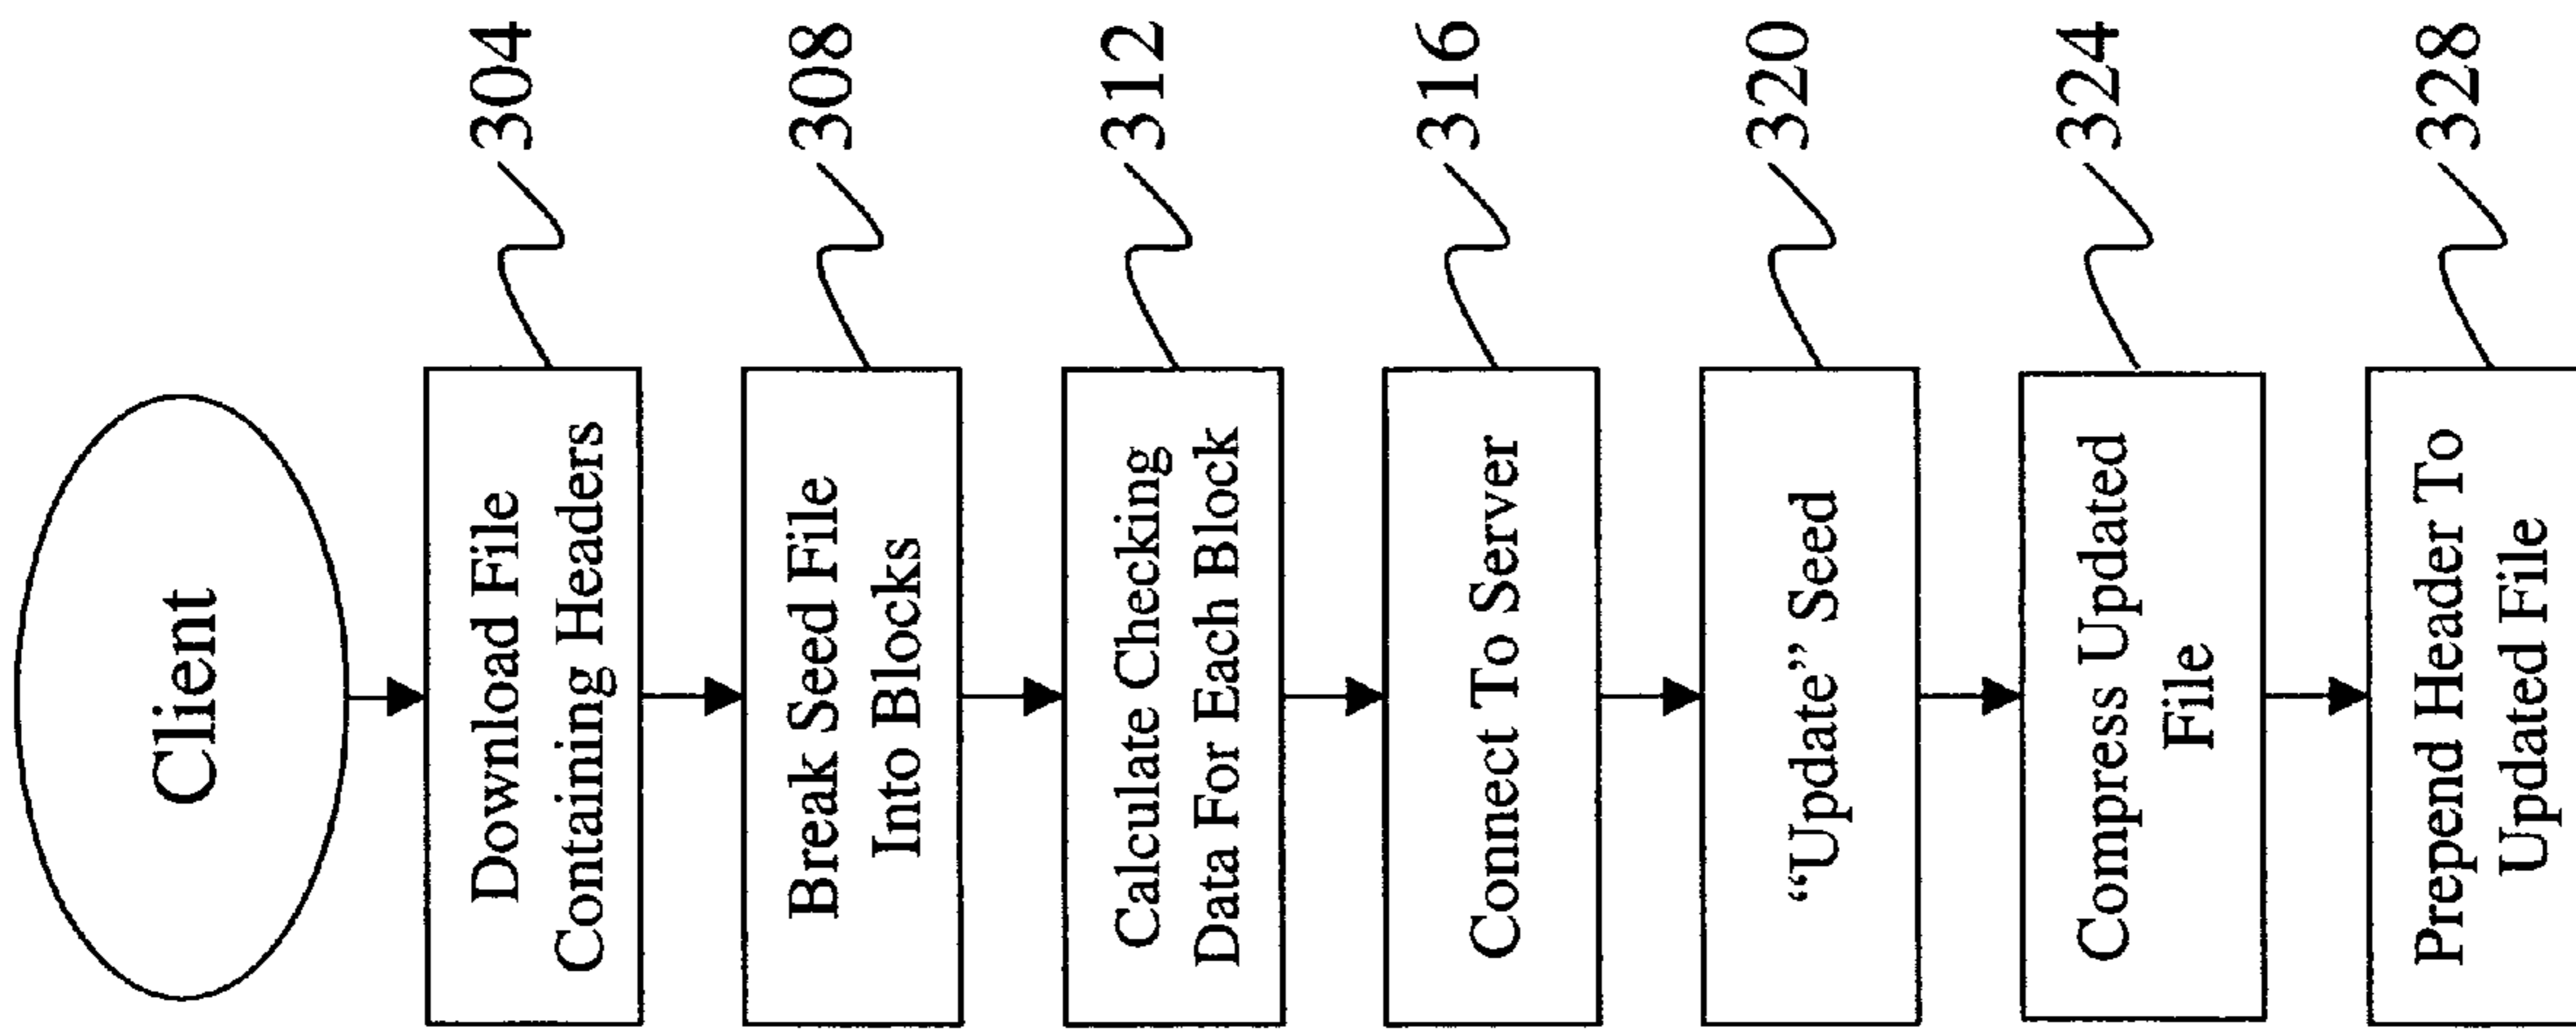 Client
Download File
Containing Headers
304
Break Seed File
Into Blocks
308
Calculate Checking
Data For Each Block
312
Connect To Server
316
“Update” Seed
320
Compress Updated
File
324
Prepend Header To
Updated File
328